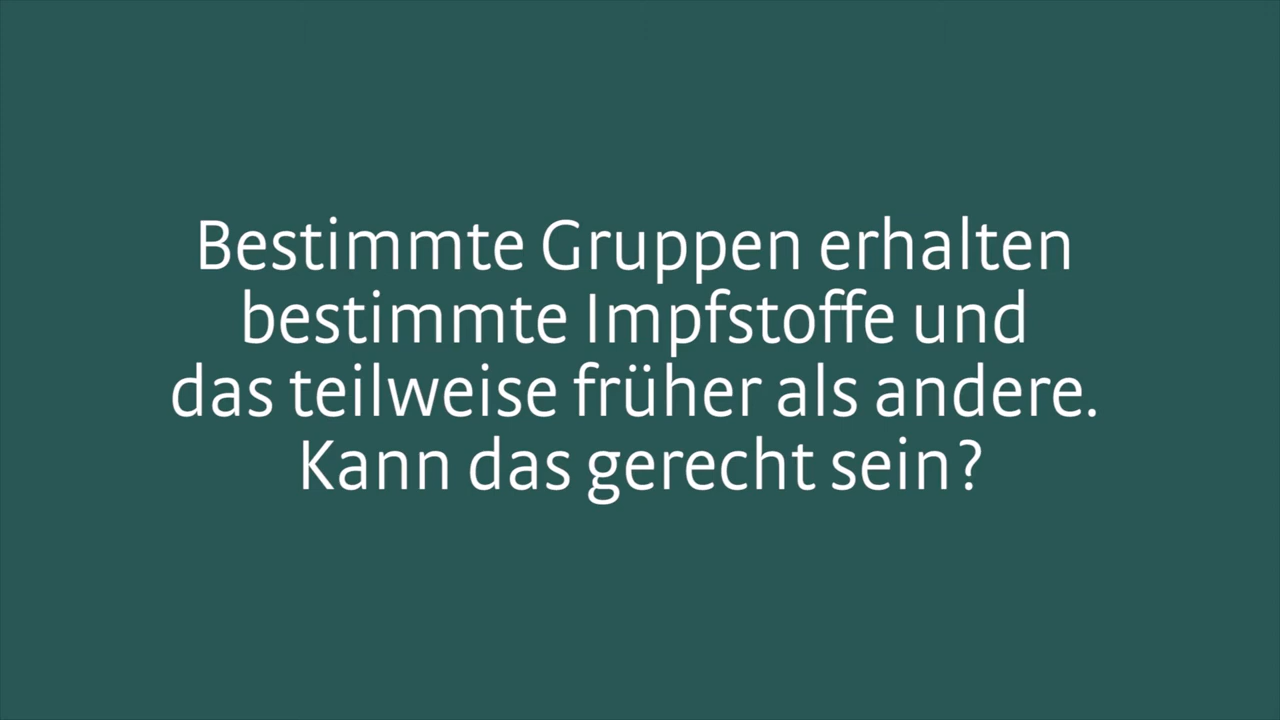 Bestimmte Gruppen erhalten
bestimmte Impfstoffe und
das teilweise früher als andere.
Kann das gerecht sein?